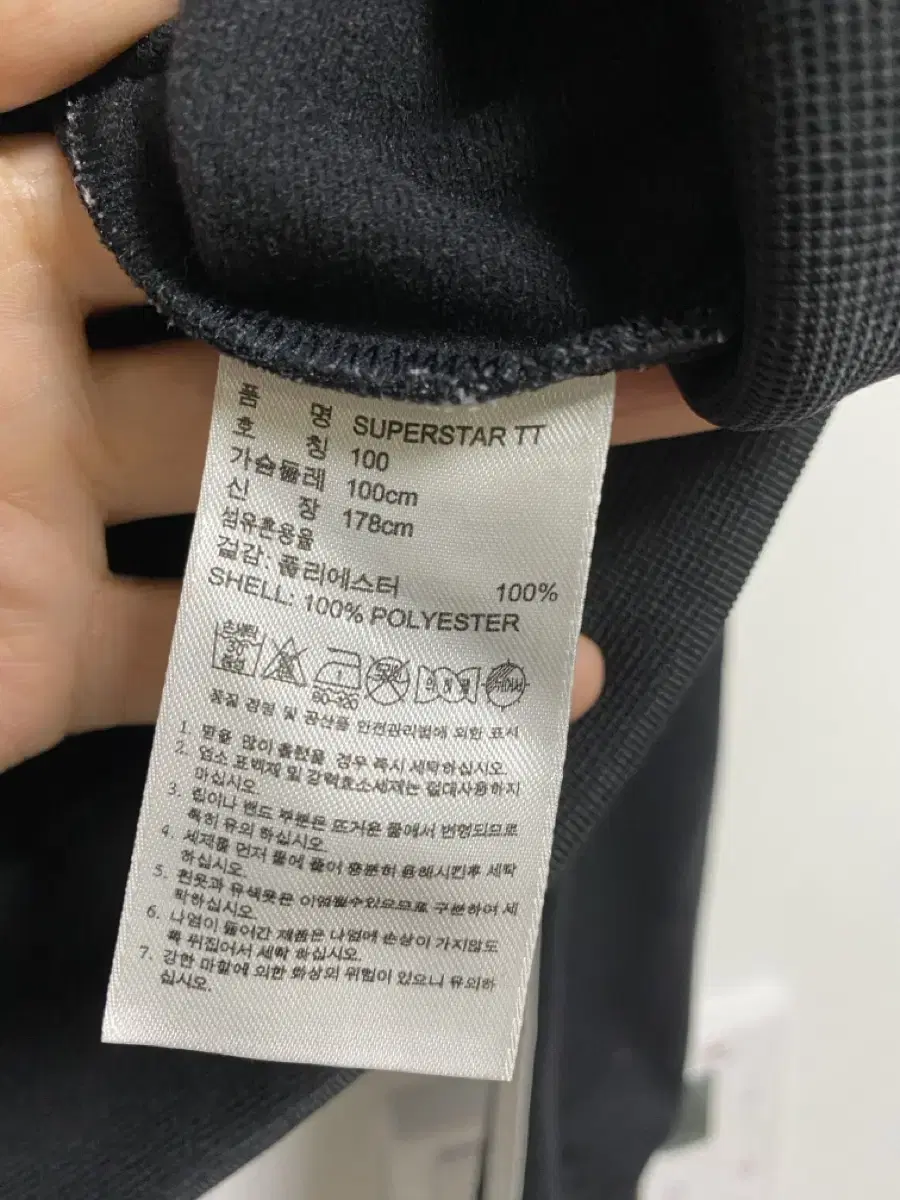 품 명 SUPERSTAR TT
호 칭 100
가슴둘레 100cm
신 장 178cm
섬유혼용율
겉감: 폴리에스터 100%
SHELL: 100% POLYESTER
손세탁
30
중성
80-120
드라이
품질 경영 및 공산품 안전관리법에 의한 표시
1. 땀을 많이 흘렸을 경우 즉시 세탁하십시오.
2. 염소 표백제 및 강력효소세제는 절대사용하지
마십시오.
3. 립이나 밴드 부분은 뜨거운 물에서 변형되므로
특히 유의 하십시오.
4. 세제를 먼저 물에 풀어 충분히 용해시킨후 세탁
하십시오.
5. 흰옷과 유색옷은 이염될수있으므로 구분하여 세
탁하십시오.
6. 나염이 들어간 제품은 나염에 손상이 가지않도
록 뒤집어서 세탁 하십시오.
7. 강한 마찰에 의한 화상의 위험이 있으니 유의하
십시오.